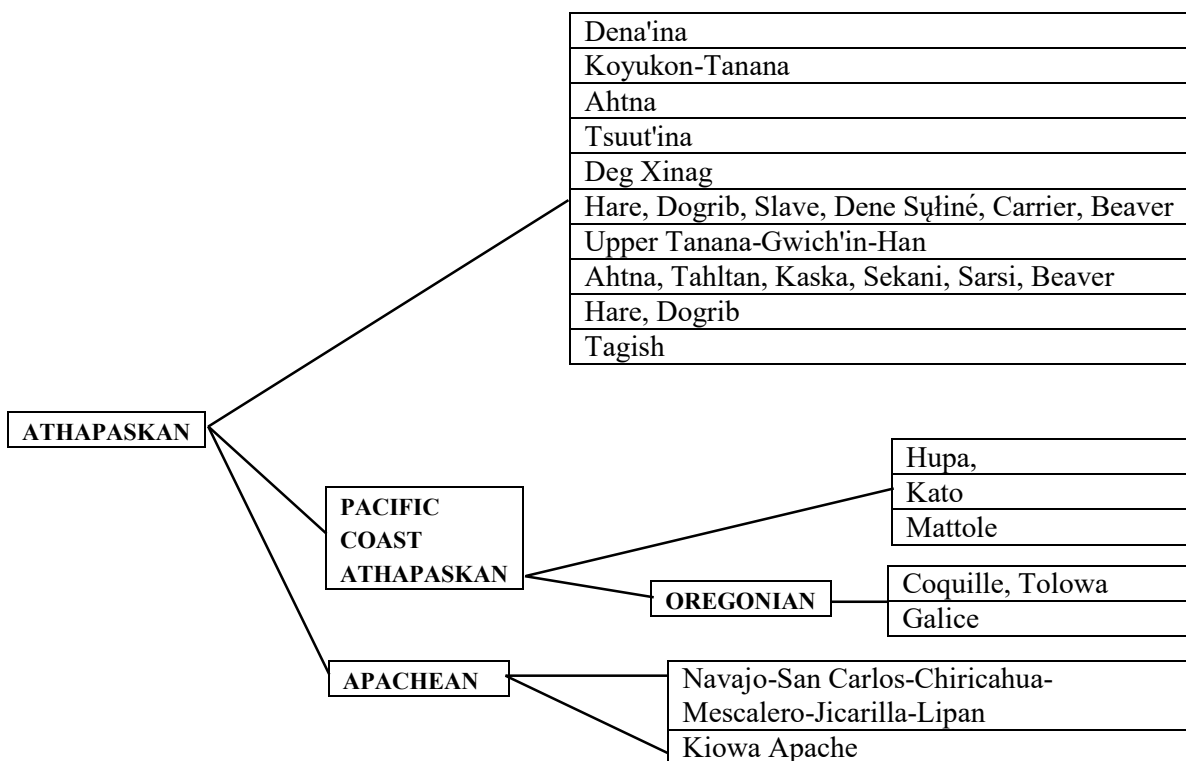 Dena'ina
Koyukon-Tanana
Ahtna
Tsuut'ina
Deg Xinag
Hare, Dogrib, Slave, Dene Sųłiné, Carrier, Beaver
Upper Tanana-Gwich'in-Han
Ahtna, Tahltan, Kaska, Sekani, Sarsi, Beaver
Hare, Dogrib
Tagish
ATHAPASKAN
PACIFIC
COAST
ATHAPASKAN
Hupa,
Kato
Mattole
OREGONIAN
Coquille, Tolowa
Galice
APACHEAN
Navajo-San Carlos-Chiricahua-
Mescalero-Jicarilla-Lipan
Kiowa Apache